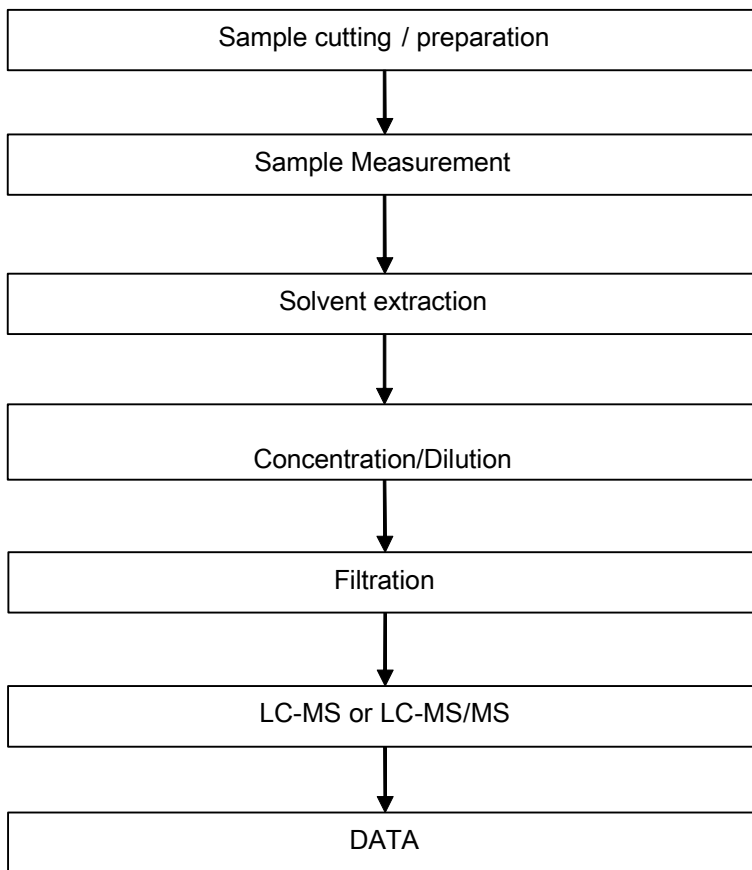 Sample cutting / preparation
Sample Measurement
Solvent extraction
Concentration/Dilution
Filtration
LC-MS or LC-MS/MS
DATA